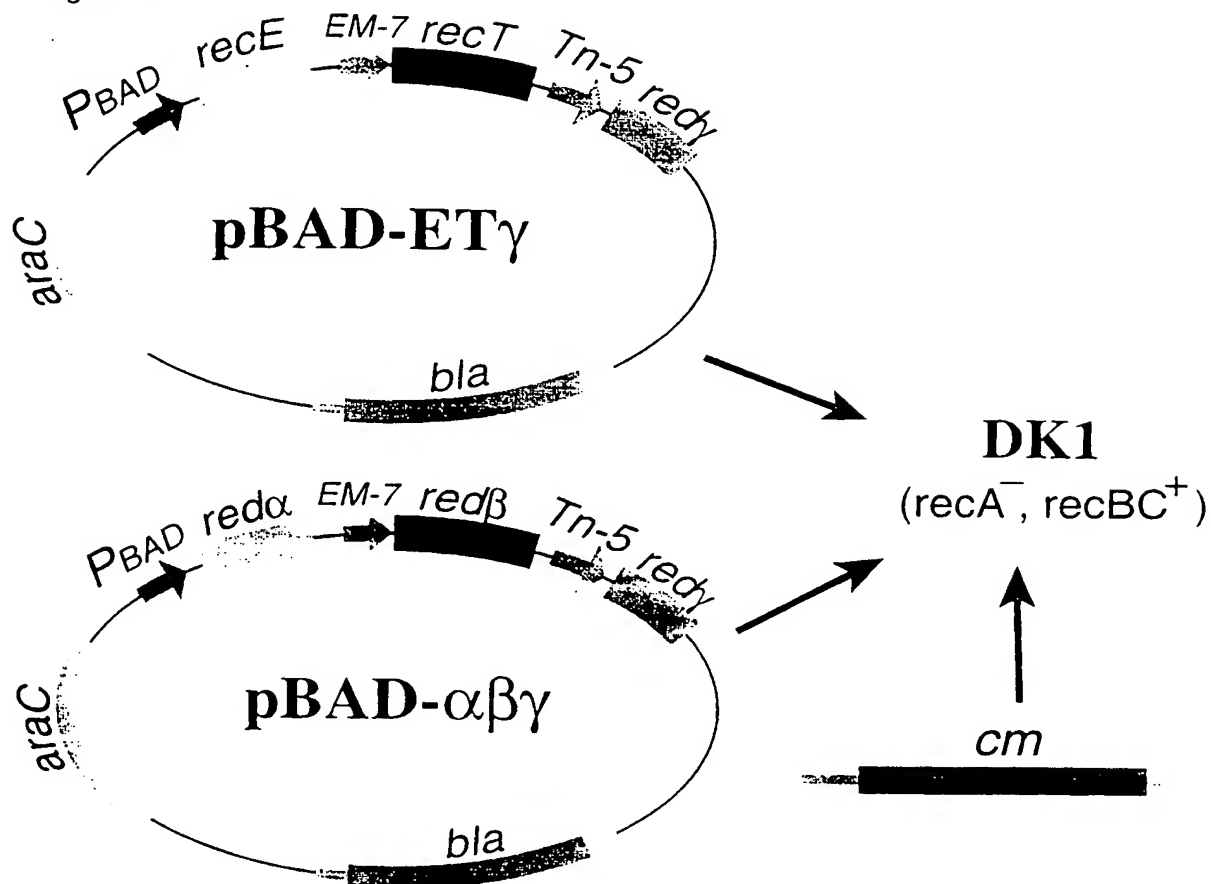 PBAD recE EM-7 recT Tn-5 redγ
araC
pBAD-ETγ
bla
DK1
(recA⁻, recBC⁺)
PBAD redα EM-7 redβ Tn-5 redγ
araC
pBAD-αβγ
cm
bla